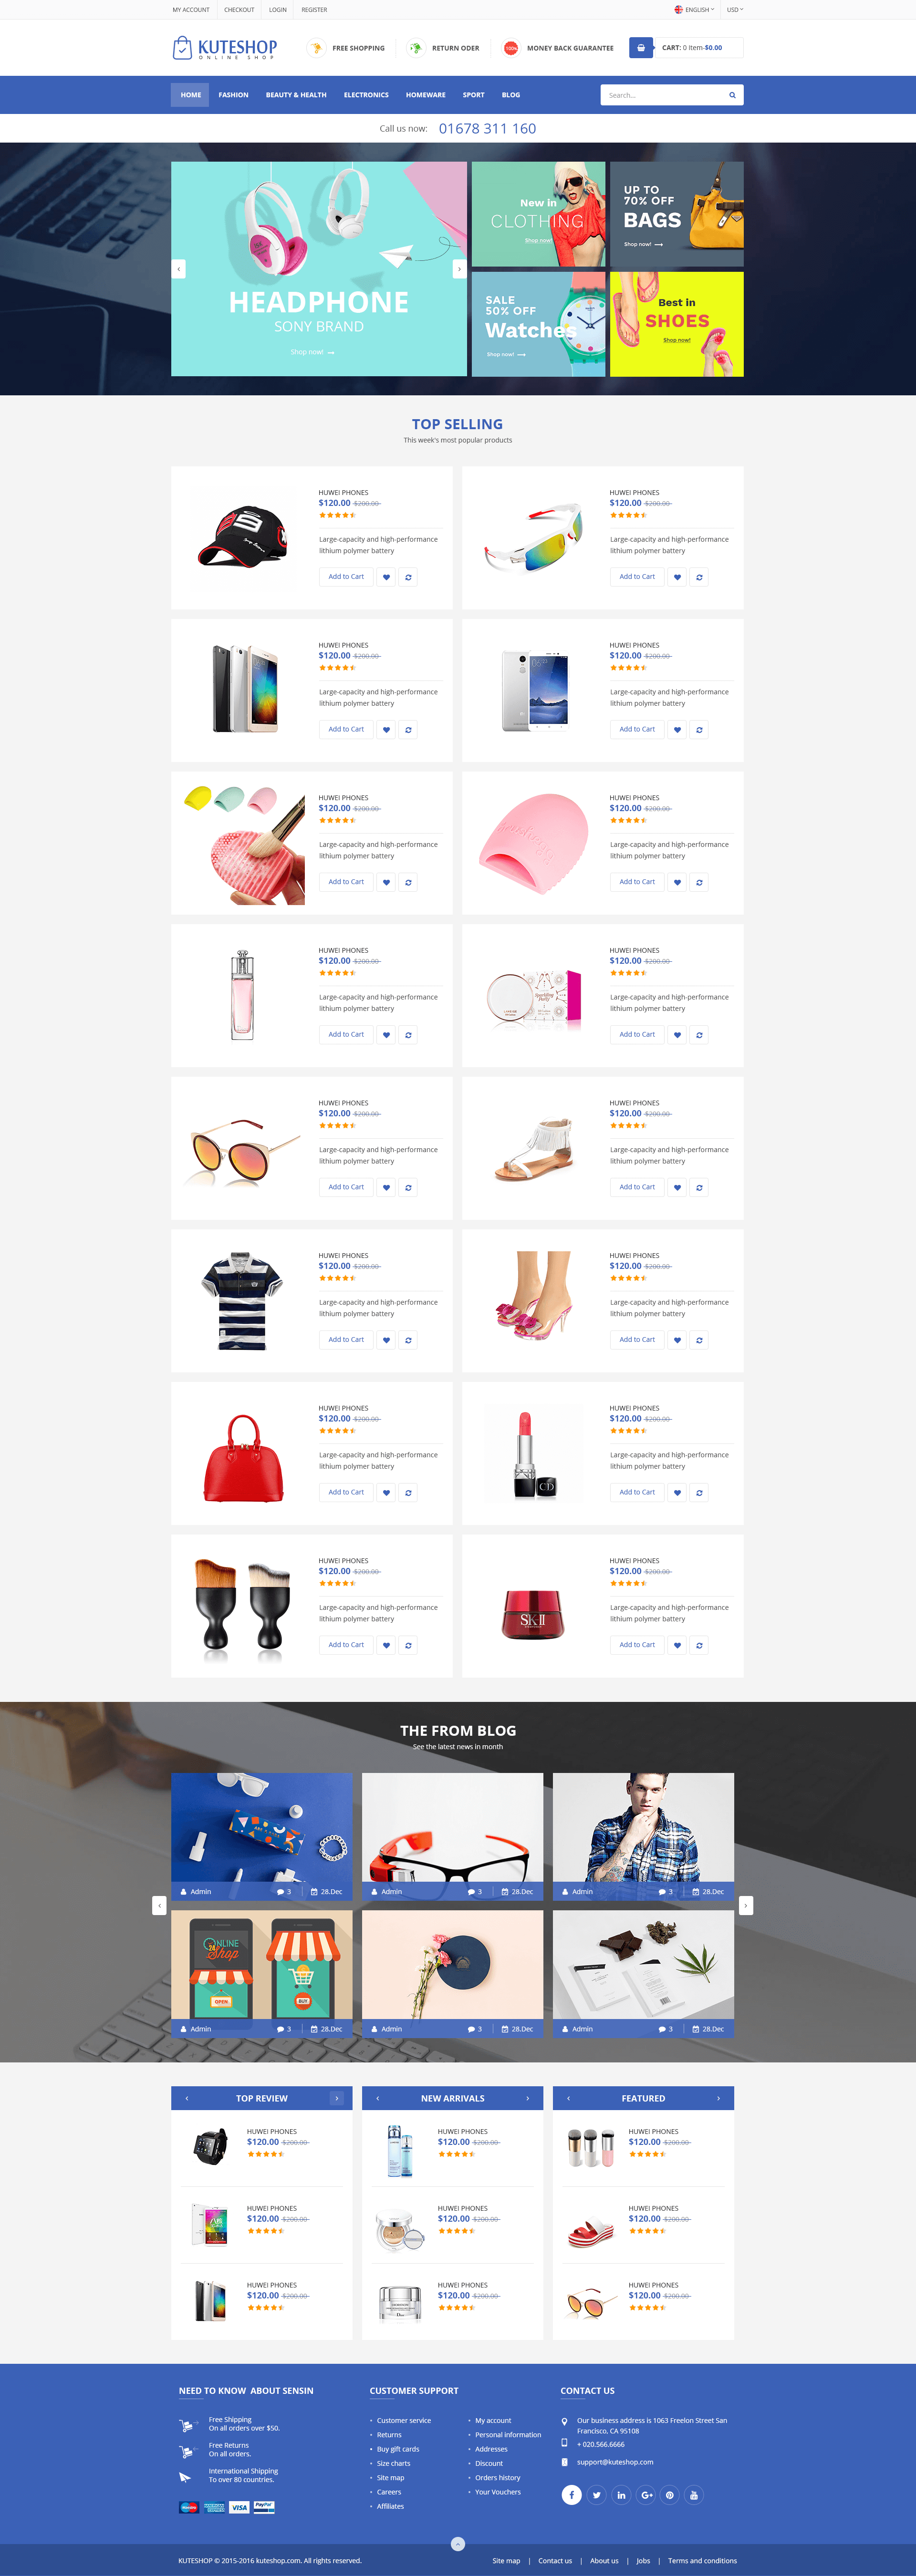 MY ACCOUNT
CHECKOUT
LOGIN
REGISTER
ENGLISH
USD
KUTESHOP
ONLINE SHOP
FREE SHOPPING
RETURN ODER
100%
MONEY BACK GUARANTEE
CART: 0 Item-$0.00
HOME
FASHION
BEAUTY & HEALTH
ELECTRONICS
HOMEWARE
SPORT
BLOG
Search...
Call us now: 01678 311 160
HEADPHONE
SONY BRAND
Shop now!
New in
CLOTHING
Shop now!
UP TO
70% OFF
BAGS
Shop now!
SALE
50% OFF
Watches
Shop now!
Best in
SHOES
Shop now!
TOP SELLING
This week's most popular products
HUWEI PHONES
$120.00 $200.00
Large-capacity and high-performance
lithium polymer battery
Add to Cart
HUWEI PHONES
$120.00 $200.00
Large-capacity and high-performance
lithium polymer battery
Add to Cart
HUWEI PHONES
$120.00 $200.00
Large-capacity and high-performance
lithium polymer battery
Add to Cart
HUWEI PHONES
$120.00 $200.00
Large-capacity and high-performance
lithium polymer battery
Add to Cart
HUWEI PHONES
$120.00 $200.00
Large-capacity and high-performance
lithium polymer battery
Add to Cart
HUWEI PHONES
$120.00 $200.00
Large-capacity and high-performance
lithium polymer battery
Add to Cart
HUWEI PHONES
$120.00 $200.00
Large-capacity and high-performance
lithium polymer battery
Add to Cart
HUWEI PHONES
$120.00 $200.00
Large-capacity and high-performance
lithium polymer battery
Add to Cart
HUWEI PHONES
$120.00 $200.00
Large-capacity and high-performance
lithium polymer battery
Add to Cart
HUWEI PHONES
$120.00 $200.00
Large-capacity and high-performance
lithium polymer battery
Add to Cart
HUWEI PHONES
$120.00 $200.00
Large-capacity and high-performance
lithium polymer battery
Add to Cart
HUWEI PHONES
$120.00 $200.00
Large-capacity and high-performance
lithium polymer battery
Add to Cart
HUWEI PHONES
$120.00 $200.00
Large-capacity and high-performance
lithium polymer battery
Add to Cart
CD
HUWEI PHONES
$120.00 $200.00
Large-capacity and high-performance
lithium polymer battery
Add to Cart
HUWEI PHONES
$120.00 $200.00
Large-capacity and high-performance
lithium polymer battery
Add to Cart
SK-II
HUWEI PHONES
$120.00 $200.00
Large-capacity and high-performance
lithium polymer battery
Add to Cart
THE FROM BLOG
See the latest news in month
Admin 3 28.Dec
Admin 3 28.Dec
Admin 3 28.Dec
ONLINE
24
Shop
OPEN
BUY
Admin 3 28.Dec
Admin 3 28.Dec
Admin 3 28.Dec
TOP REVIEW
HUWEI PHONES
$120.00 $200.00
HUWEI PHONES
$120.00 $200.00
HUWEI PHONES
$120.00 $200.00
NEW ARRIVALS
HUWEI PHONES
$120.00 $200.00
HUWEI PHONES
$120.00 $200.00
HUWEI PHONES
$120.00 $200.00
FEATURED
HUWEI PHONES
$120.00 $200.00
HUWEI PHONES
$120.00 $200.00
HUWEI PHONES
$120.00 $200.00
NEED TO KNOW ABOUT SENSIN
Free Shipping
On all orders over $50.
Free Returns
On all orders.
International Shipping
To over 80 countries.
VISA
PayPal
CUSTOMER SUPPORT
Customer service
Returns
Buy gift cards
Size charts
Site map
Careers
Affiliates
My account
Personal information
Addresses
Discount
Orders history
Your Vouchers
CONTACT US
Our business address is 1063 Freelon Street San
Francisco, CA 95108
+ 020.566.6666
support@kuteshop.com
KUTESHOP © 2015-2016 kuteshop.com. All rights reserved.
Site map | Contact us | About us | Jobs | Terms and conditions